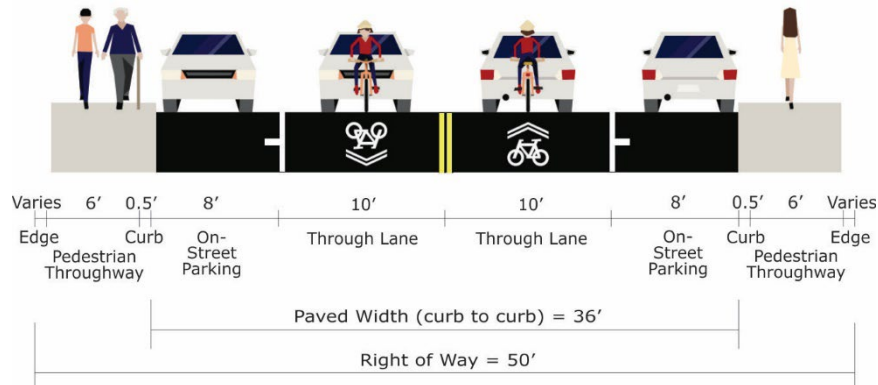 Varies 6’ 0.5’ 8’ 10’ 10’ 8’ 0.5’ 6’ Varies
Edge Curb On- Through Lane Through Lane On- Curb Edge
Pedestrian Street Street Pedestrian
Throughway Parking Parking Throughway
Paved Width (curb to curb) = 36’
Right of Way = 50’